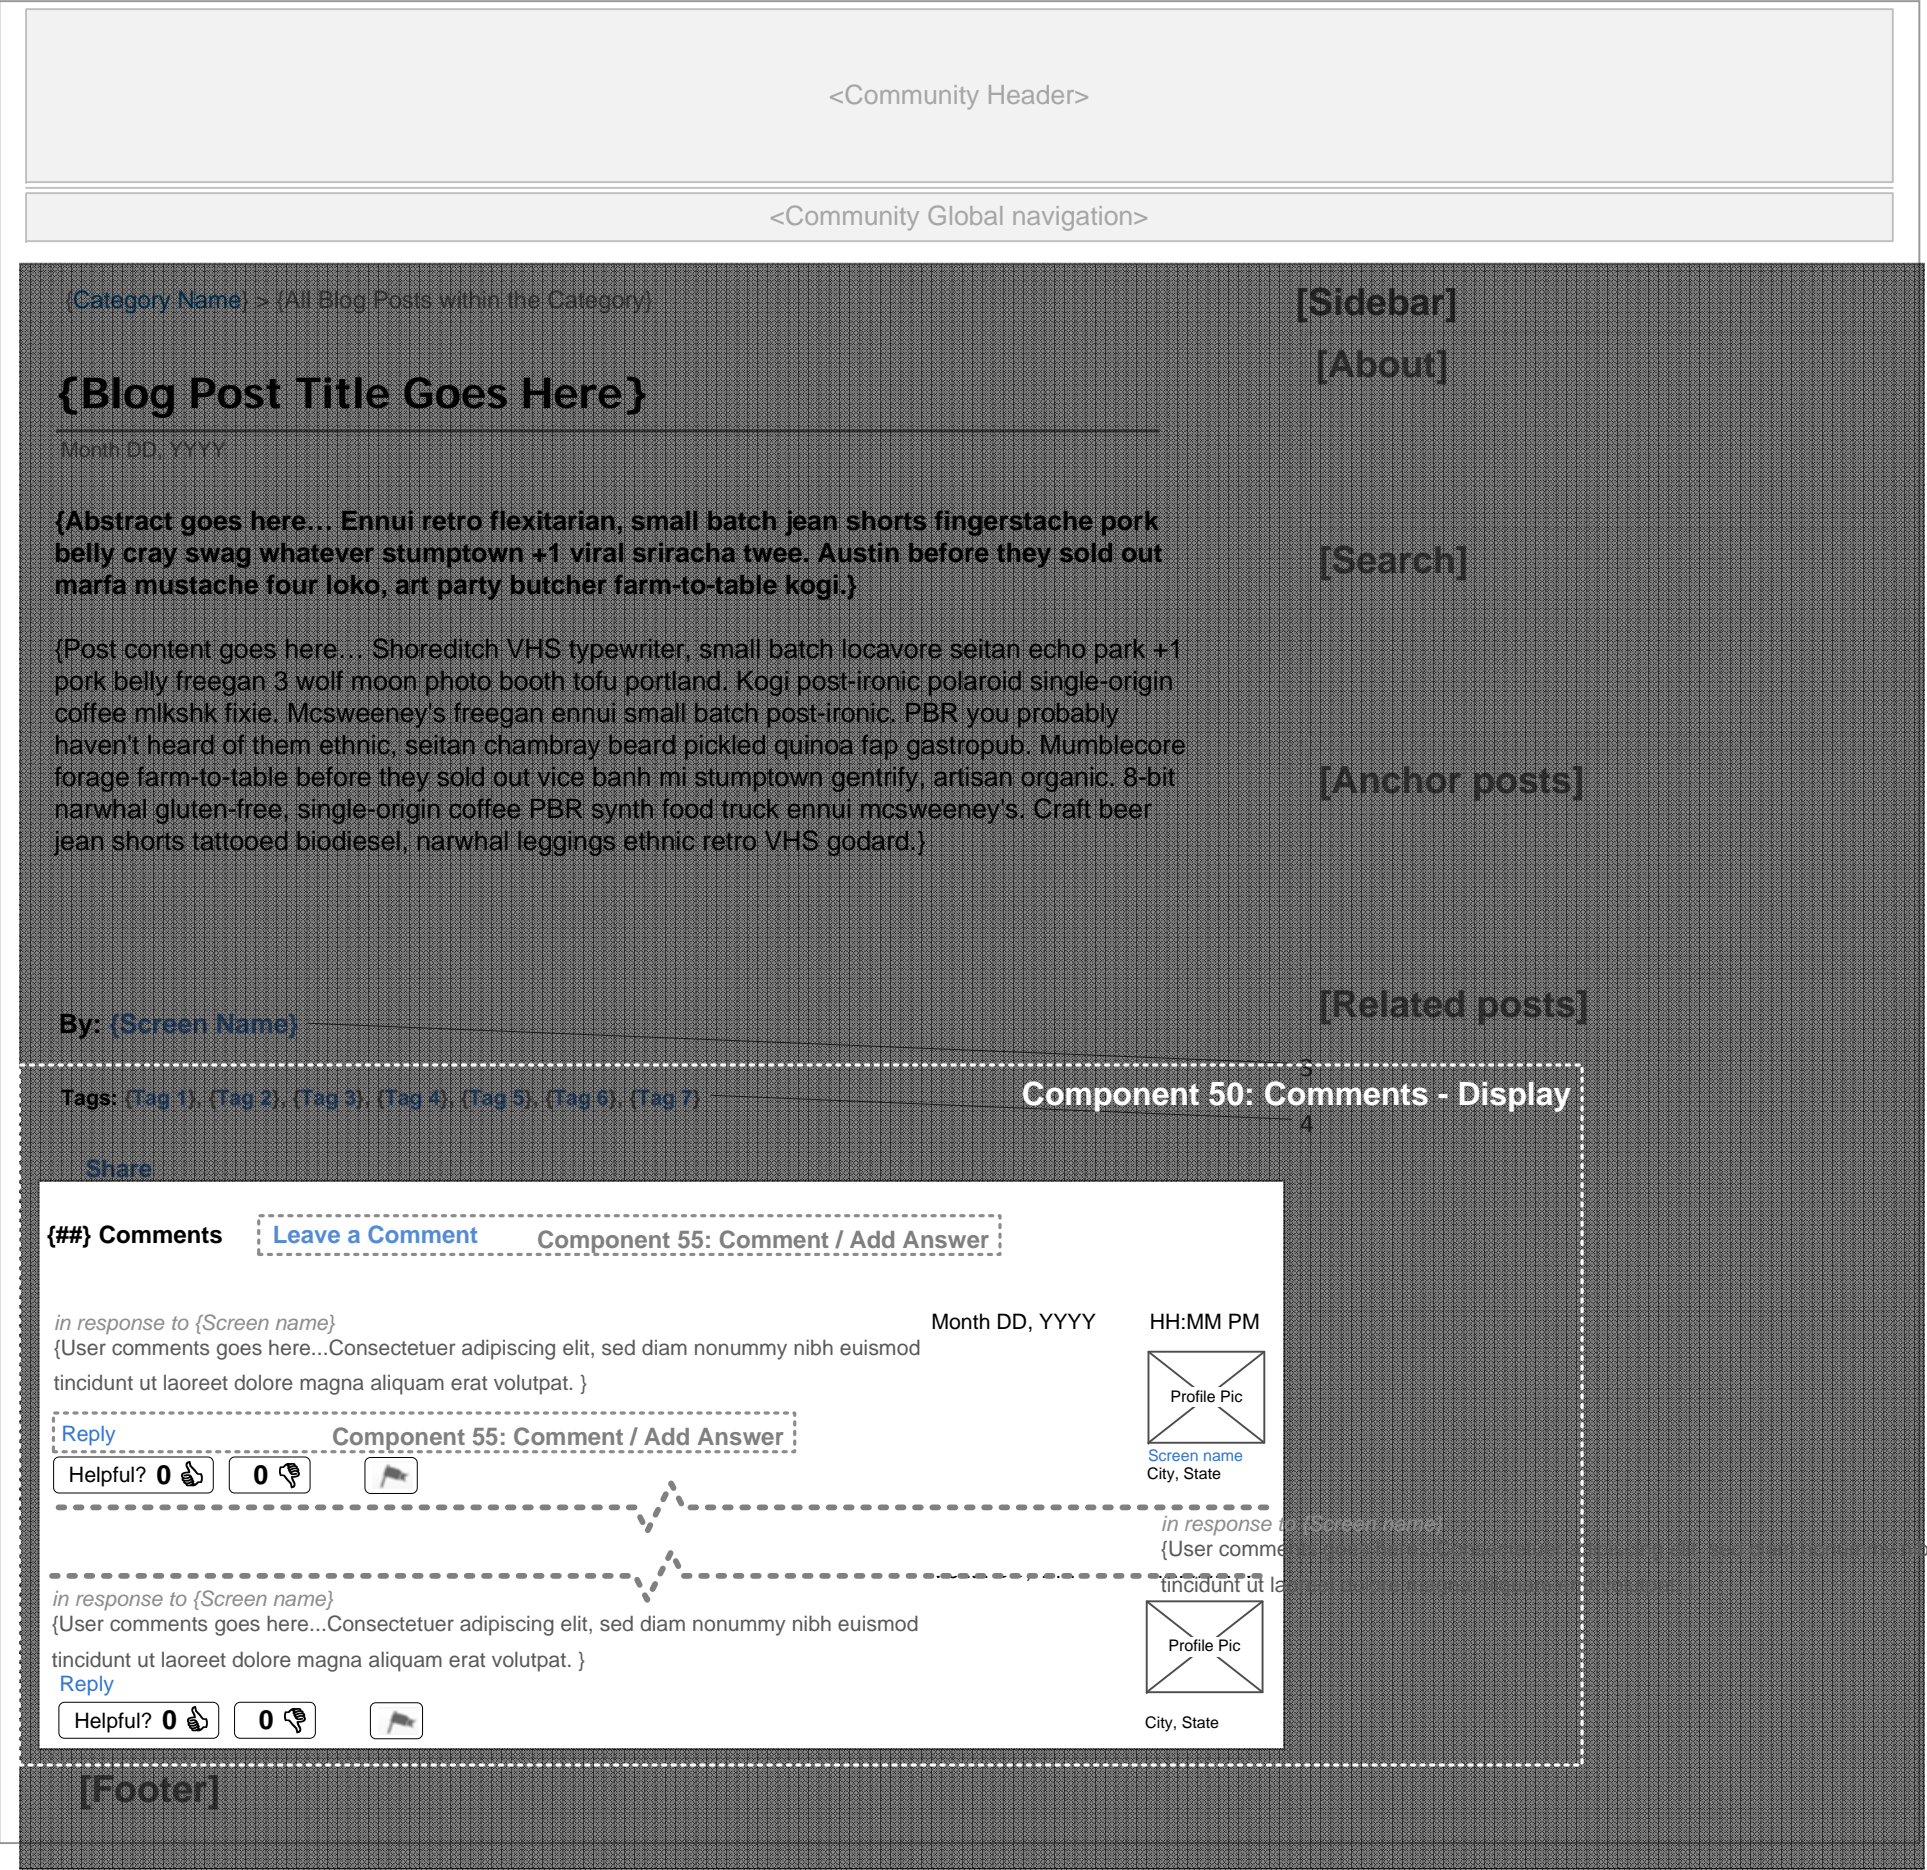 <Community Header>
<Community Global navigation>
{Category Name} > {All Blog Posts within the Category}
[Sidebar]
[About]
{Blog Post Title Goes Here}
Month DD, YYYY
{Abstract goes here… Ennui retro flexitarian, small batch jean shorts fingerstache pork
belly cray swag whatever stumptown +1 viral sriracha twee. Austin before they sold out
marfa mustache four loko, art party butcher farm-to-table kogi.}
[Search]
{Post content goes here… Shoreditch VHS typewriter, small batch locavore seitan echo park +1
pork belly freegan 3 wolf moon photo booth tofu portland. Kogi post-ironic polaroid single-origin
coffee mlkshk fixie. Mcsweeney's freegan ennui small batch post-ironic. PBR you probably
haven't heard of them ethnic, seitan chambray beard pickled quinoa fap gastropub. Mumblecore
forage farm-to-table before they sold out vice banh mi stumptown gentrify, artisan organic. 8-bit
narwhal gluten-free, single-origin coffee PBR synth food truck ennui mcsweeney's. Craft beer
jean shorts tattooed biodiesel, narwhal leggings ethnic retro VHS godard.}
[Anchor posts]
[Related posts]
By: {Screen Name}
3
Tags: {Tag 1}, {Tag 2}, {Tag 3}, {Tag 4}, {Tag 5}, {Tag 6}, {Tag 7}
Component 50: Comments - Display
4
Share
{##} Comments
Leave a Comment
Component 55: Comment / Add Answer
in response to {Screen name}
Month DD, YYYY
HH:MM PM
{User comments goes here...Consectetuer adipiscing elit, sed diam nonummy nibh euismod
tincidunt ut laoreet dolore magna aliquam erat volutpat. }
Profile Pic
Reply
Component 55: Comment / Add Answer
Screen name
City, State
Helpful? 0
0
in response to {Screen name}
{User comme
tincidunt ut
in response to {Screen name}
{User comments goes here...Consectetuer adipiscing elit, sed diam nonummy nibh euismod
tincidunt ut laoreet dolore magna aliquam erat volutpat. }
Profile Pic
Reply
Helpful? 0
0
City, State
[Footer]